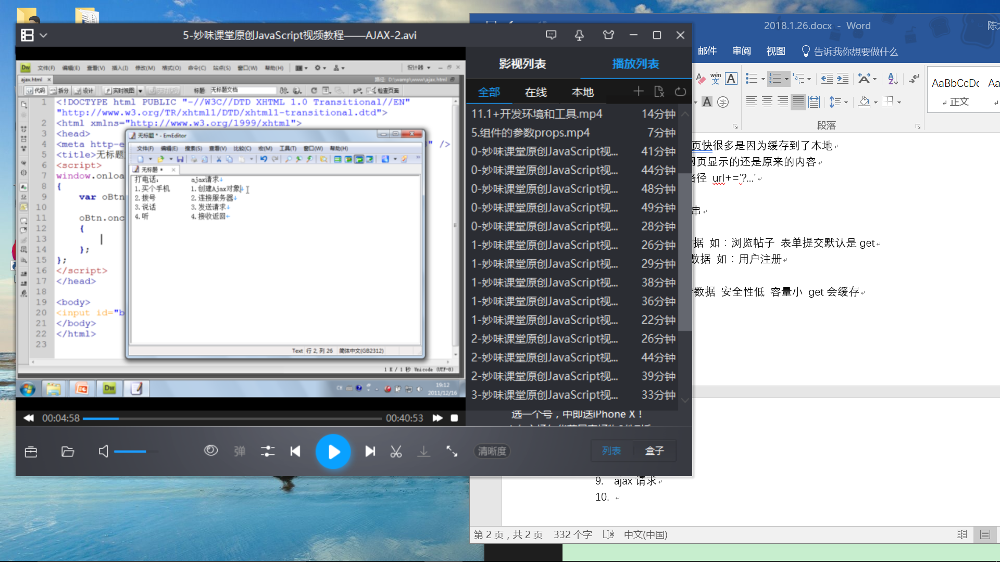 5-妙味课堂原创JavaScript视频教程——AJAX-2.avi
Dw 文件(F) 编辑(E) 查看(V) 插入(I) 修改(M) 格式(O) 命令(C) 站点(S) 窗口(W) 帮助(H) 设计器
ajax.html 路径: D:\wamp\www\ajax.html
代码 拆分 设计 实时视图 标题: 无标题文档 检查页面
1 <!DOCTYPE html PUBLIC "-//W3C//DTD XHTML 1.0 Transitional//EN"
"http://www.w3.org/TR/xhtml1/DTD/xhtml1-transitional.dtd">
2 <html xmlns="http://www.w3.org/1999/xhtml">
3 <head>
4 <meta http-e " />
5 <title>无标题
6 <script>
7 window.onloa
8 {
9 var oBtn
10
11 oBtn.onc
12 {
13
14 };
15 };
16 </script>
17 </head>
18
19 <body>
20 <input id="b
21 </body>
22 </html>
23
无标题 * - EmEditor
文件(F) 编辑(E) 搜索(S) 查看(V) 比较(C) 宏(M) 工具(T) 窗口(W) 帮助(H)
无标题 *
打电话: ajax请求
1.买个手机 1.创建Ajax对象
2.拨号 2.连接服务器
3.说话 3.发送请求
4.听 4.接收返回
Text 行 2, 列 26 简体中文(GB2312)
1 K / 1 秒 Unicode (UTF-8)
Dw CH 19:12
2011/12/16
00:04:58 00:40:53
弹 清晰度 列表 盒子
影视列表 播放列表
全部 在线 本地
11.1+开发环境和工具.mp4 14分钟
5.组件的参数props.mp4 7分钟
0-妙味课堂原创JavaScript视... 41分钟
0-妙味课堂原创JavaScript视... 44分钟
0-妙味课堂原创JavaScript视... 48分钟
0-妙味课堂原创JavaScript视... 49分钟
0-妙味课堂原创JavaScript视... 28分钟
1-妙味课堂原创JavaScript视... 26分钟
1-妙味课堂原创JavaScript视... 29分钟
1-妙味课堂原创JavaScript视... 38分钟
1-妙味课堂原创JavaScript视... 36分钟
1-妙味课堂原创JavaScript视... 22分钟
2-妙味课堂原创JavaScript视... 26分钟
2-妙味课堂原创JavaScript视... 44分钟
2-妙味课堂原创JavaScript视... 39分钟
3-妙味课堂原创JavaScript视... 33分钟
选一个号，中即送iPhone X！
2018.1.26.docx - Word 陈
邮件 审阅 视图 告诉我你想要做什么
wén 文 A AaBbCcDc Aa
A 字 正文
段落
页快很多是因为缓存到了本地
网页显示的还是原来的内容
路径 url+='?...'
串
据 如：浏览帖子 表单提交默认是 get
数据 如：用户注册
数据 安全性低 容量小 get 会缓存
9. ajax 请求
10.
第 2 页，共 2 页 332 个字 中文(中国)